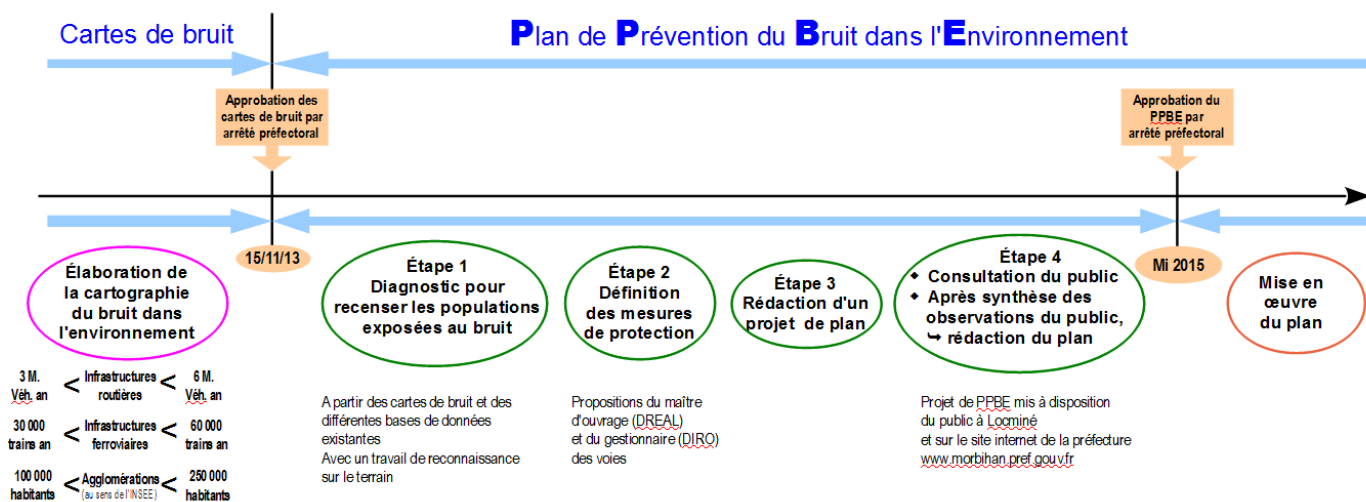 Cartes de bruit
Plan de Prévention du Bruit dans l'Environnement
Approbation des
cartes de bruit par
arrêté préfectoral
Approbation du
PPBE par
arrêté préfectoral
15/11/13
Mi 2015
Élaboration de
la cartographie
du bruit dans
l'environnement
Étape 1
Diagnostic pour
recenser les populations
exposées au bruit
Étape 2
Définition
des mesures
de protection
Étape 3
Rédaction d'un
projet de plan
Étape 4
◆ Consultation du public
◆ Après synthèse des
observations du public,
↪ rédaction du plan
Mise en
œuvre
du plan
3 M. < Infrastructures < 6 M.
Véh. an routières Véh. an
30 000 < Infrastructures < 60 000
trains an ferroviaires trains an
100 000 < Agglomérations < 250 000
habitants (au sens de l'INSEE) habitants
A partir des cartes de bruit et des
différentes bases de données
existantes
Avec un travail de reconnaissance
sur le terrain
Propositions du maître
d'ouvrage (DREAL)
et du gestionnaire (DIRO)
des voies
Projet de PPBE mis à disposition
du public à Locminé
et sur le site internet de la préfecture
www.morbihan.pref.gouv.fr